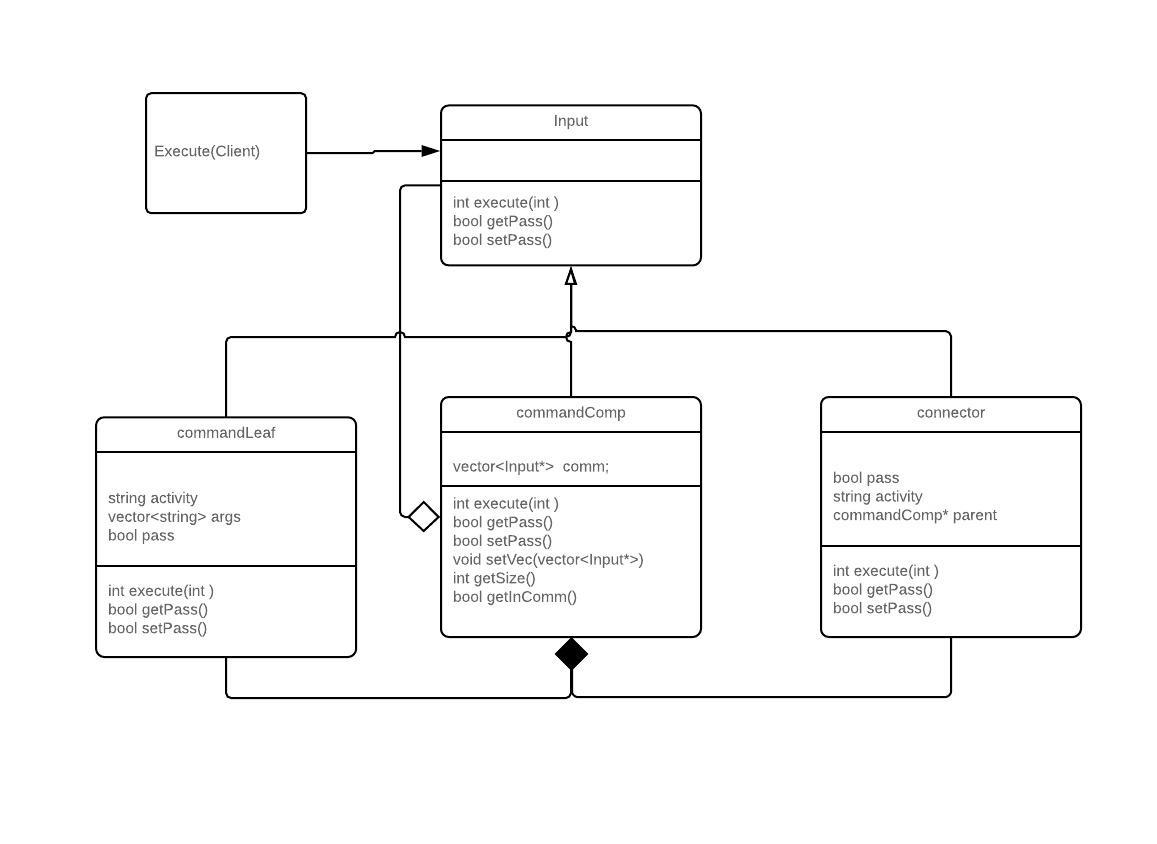 Execute(Client)
Input
int execute(int )
bool getPass()
bool setPass()
commandLeaf
string activity
vector<string> args
bool pass
int execute(int )
bool getPass()
bool setPass()
commandComp
vector<Input*>  comm;
int execute(int )
bool getPass()
bool setPass()
void setVec(vector<Input*>)
int getSize()
bool getInComm()
connector
bool pass
string activity
commandComp* parent
int execute(int )
bool getPass()
bool setPass()